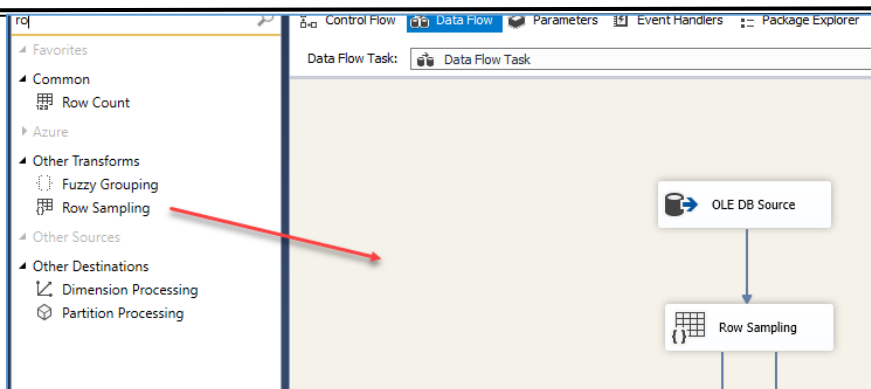 ro
Favorites
Common
Row Count
Azure
Other Transforms
Fuzzy Grouping
Row Sampling
Other Sources
Other Destinations
Dimension Processing
Partition Processing
Control Flow Data Flow Parameters Event Handlers Package Explorer
Data Flow Task: Data Flow Task
OLE DB Source
Row Sampling